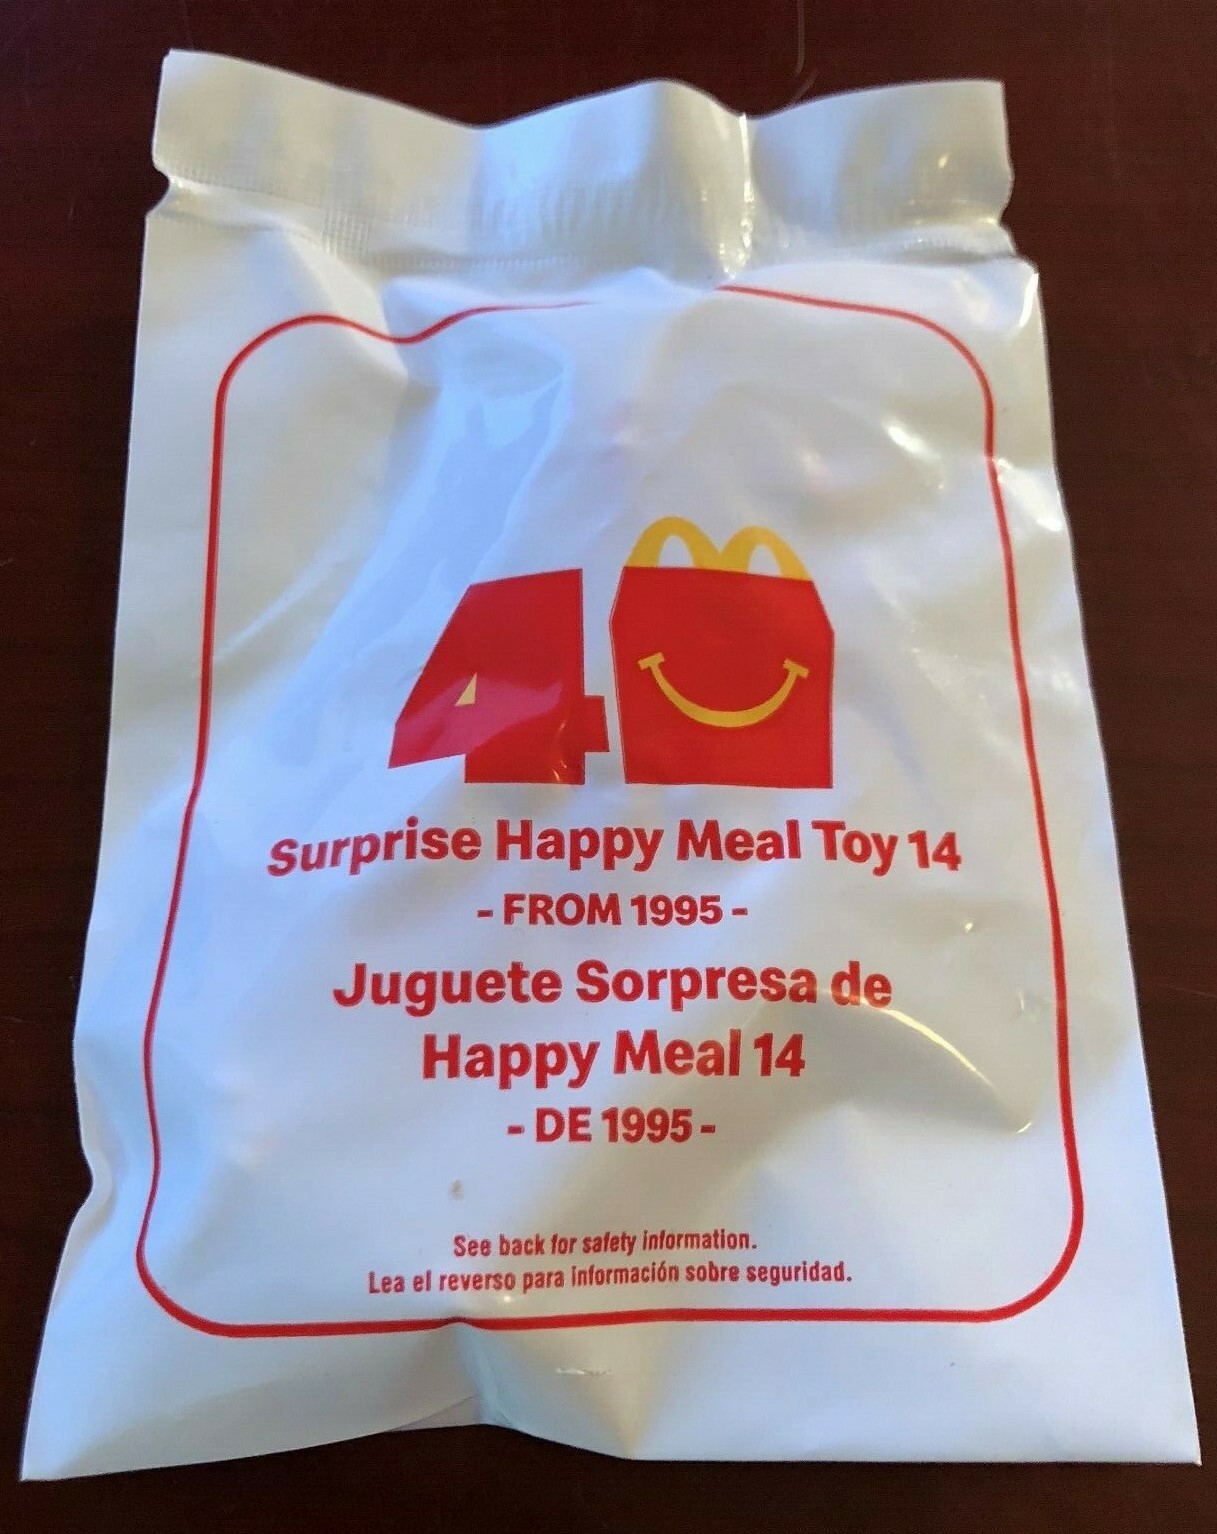 40
Surprise Happy Meal Toy 14
- FROM 1995 -
Juguete Sorpresa de
Happy Meal 14
- DE 1995 -
See back for safety information.
Lea el reverso para información sobre seguridad.